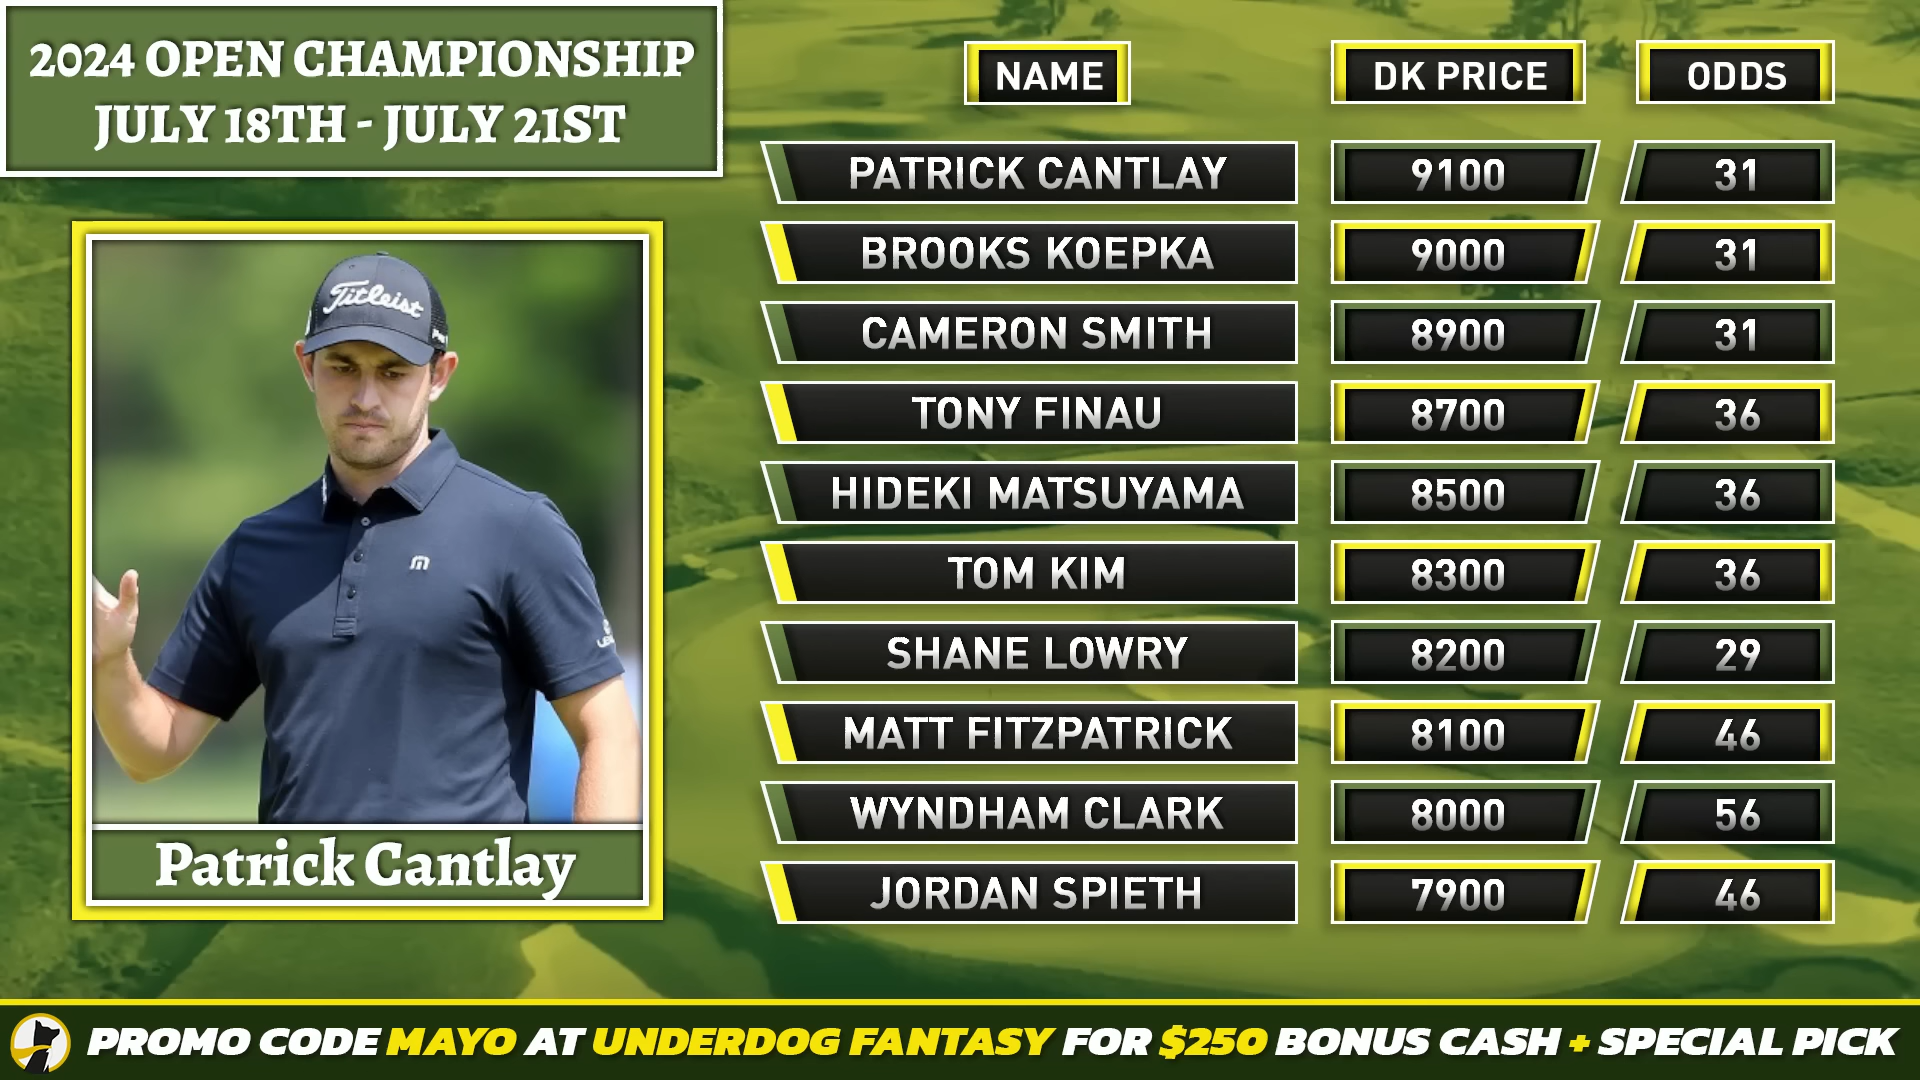 2024 OPEN CHAMPIONSHIP
JULY 18TH - JULY 21ST
Titleist
Patrick Cantlay
NAME DK PRICE ODDS
PATRICK CANTLAY 9100 31
BROOKS KOEPKA 9000 31
CAMERON SMITH 8900 31
TONY FINAU 8700 36
HIDEKI MATSUYAMA 8500 36
TOM KIM 8300 36
SHANE LOWRY 8200 29
MATT FITZPATRICK 8100 46
WYNDHAM CLARK 8000 56
JORDAN SPIETH 7900 46
PROMO CODE MAYO AT UNDERDOG FANTASY FOR $250 BONUS CASH + SPECIAL PICK